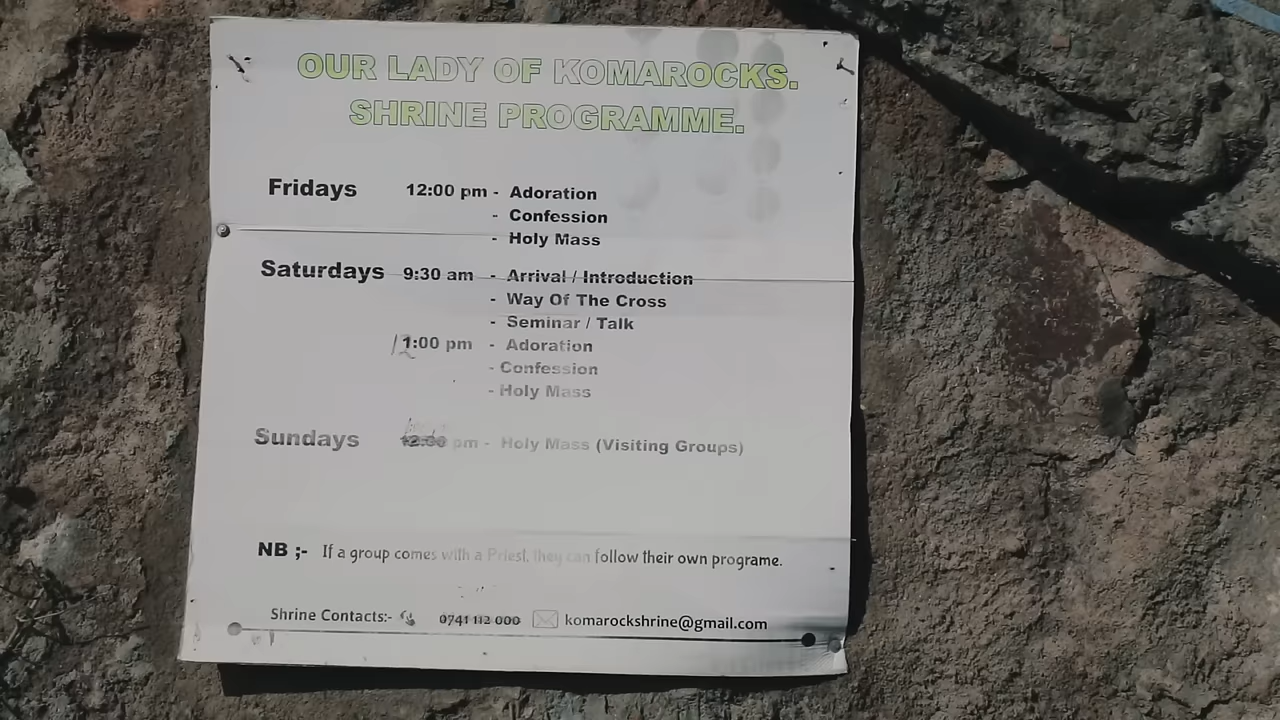 OUR LADY OF KOMAROCKS.
SHRINE PROGRAMME.
Fridays 12:00 pm - Adoration
- Confession
- Holy Mass
Saturdays 9:30 am - Arrival / Introduction
- Way Of The Cross
- Seminar / Talk
1:00 pm - Adoration
- Confession
- Holy Mass
Sundays 12:00 pm - Holy Mass (Visiting Groups)
NB ;- If a group comes with a Priest, they can follow their own programe.
Shrine Contacts:- 0741 112 000 komarockshrine@gmail.com